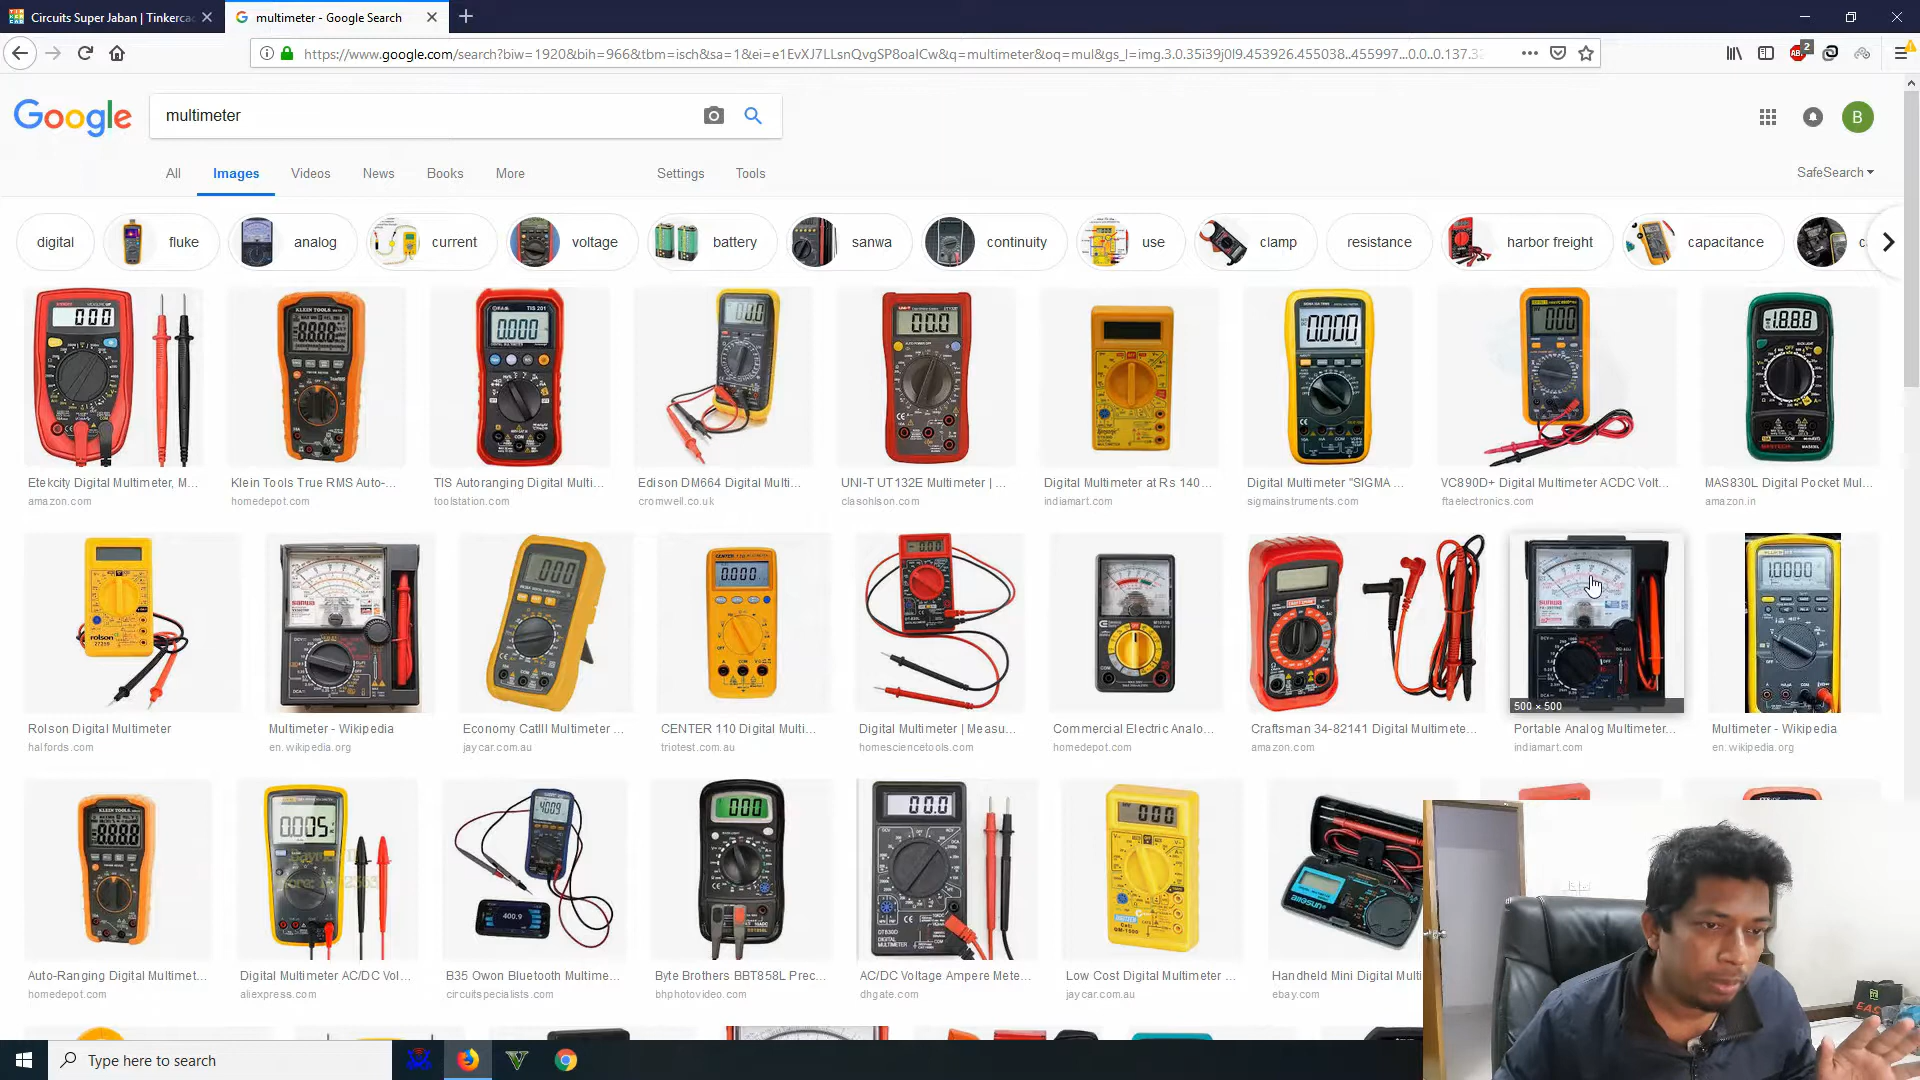 Circuits Super Jaban | Tinkerca
multimeter - Google Search
https://www.google.com/search?biw=1920&bih=966&tbm=isch&sa=1&ei=e1EvXJ7LLsnQvgSP8oaICw&q=multimeter&oq=mul&gs_l=img.3.0.35i39j0l9.453926.455038..455997...0.0..0.137.32
2
Google
multimeter
B
All
Images
Videos
News
Books
More
Settings
Tools
SafeSearch
digital
fluke
analog
current
voltage
battery
sanwa
continuity
use
clamp
resistance
harbor freight
capacitance
Etekcity Digital Multimeter, M...
Klein Tools True RMS Auto-...
TIS Autoranging Digital Multi...
Edison DM664 Digital Multi...
UNI-T UT132E Multimeter | ...
Digital Multimeter at Rs 140...
Digital Multimeter "SIGMA ...
VC890D+ Digital Multimeter ACDC Volt...
MAS830L Digital Pocket Mul...
amazon.com
homedepot.com
toolstation.com
cromwell.co.uk
clasohlson.com
indiamart.com
sigmainstruments.com
ftaelectronics.com
amazon.in
500 × 500
Rolson Digital Multimeter
Multimeter - Wikipedia
Economy CatIII Multimeter ...
CENTER 110 Digital Multi...
Digital Multimeter | Measu...
Commercial Electric Analo...
Craftsman 34-82141 Digital Multimete...
Portable Analog Multimeter...
Multimeter - Wikipedia
halfords.com
en.wikipedia.org
jaycar.com.au
triotest.com.au
homesciencetools.com
homedepot.com
amazon.com
indiamart.com
en.wikipedia.org
Auto-Ranging Digital Multimet...
Digital Multimeter AC/DC Vol...
B35 Owon Bluetooth Multime...
Byte Brothers BBT858L Prec...
AC/DC Voltage Ampere Mete...
Low Cost Digital Multimeter ...
Handheld Mini Digital Multi
homedepot.com
aliexpress.com
circuitspecialists.com
bhphotovideo.com
dhgate.com
jaycar.com.au
ebay.com
Type here to search